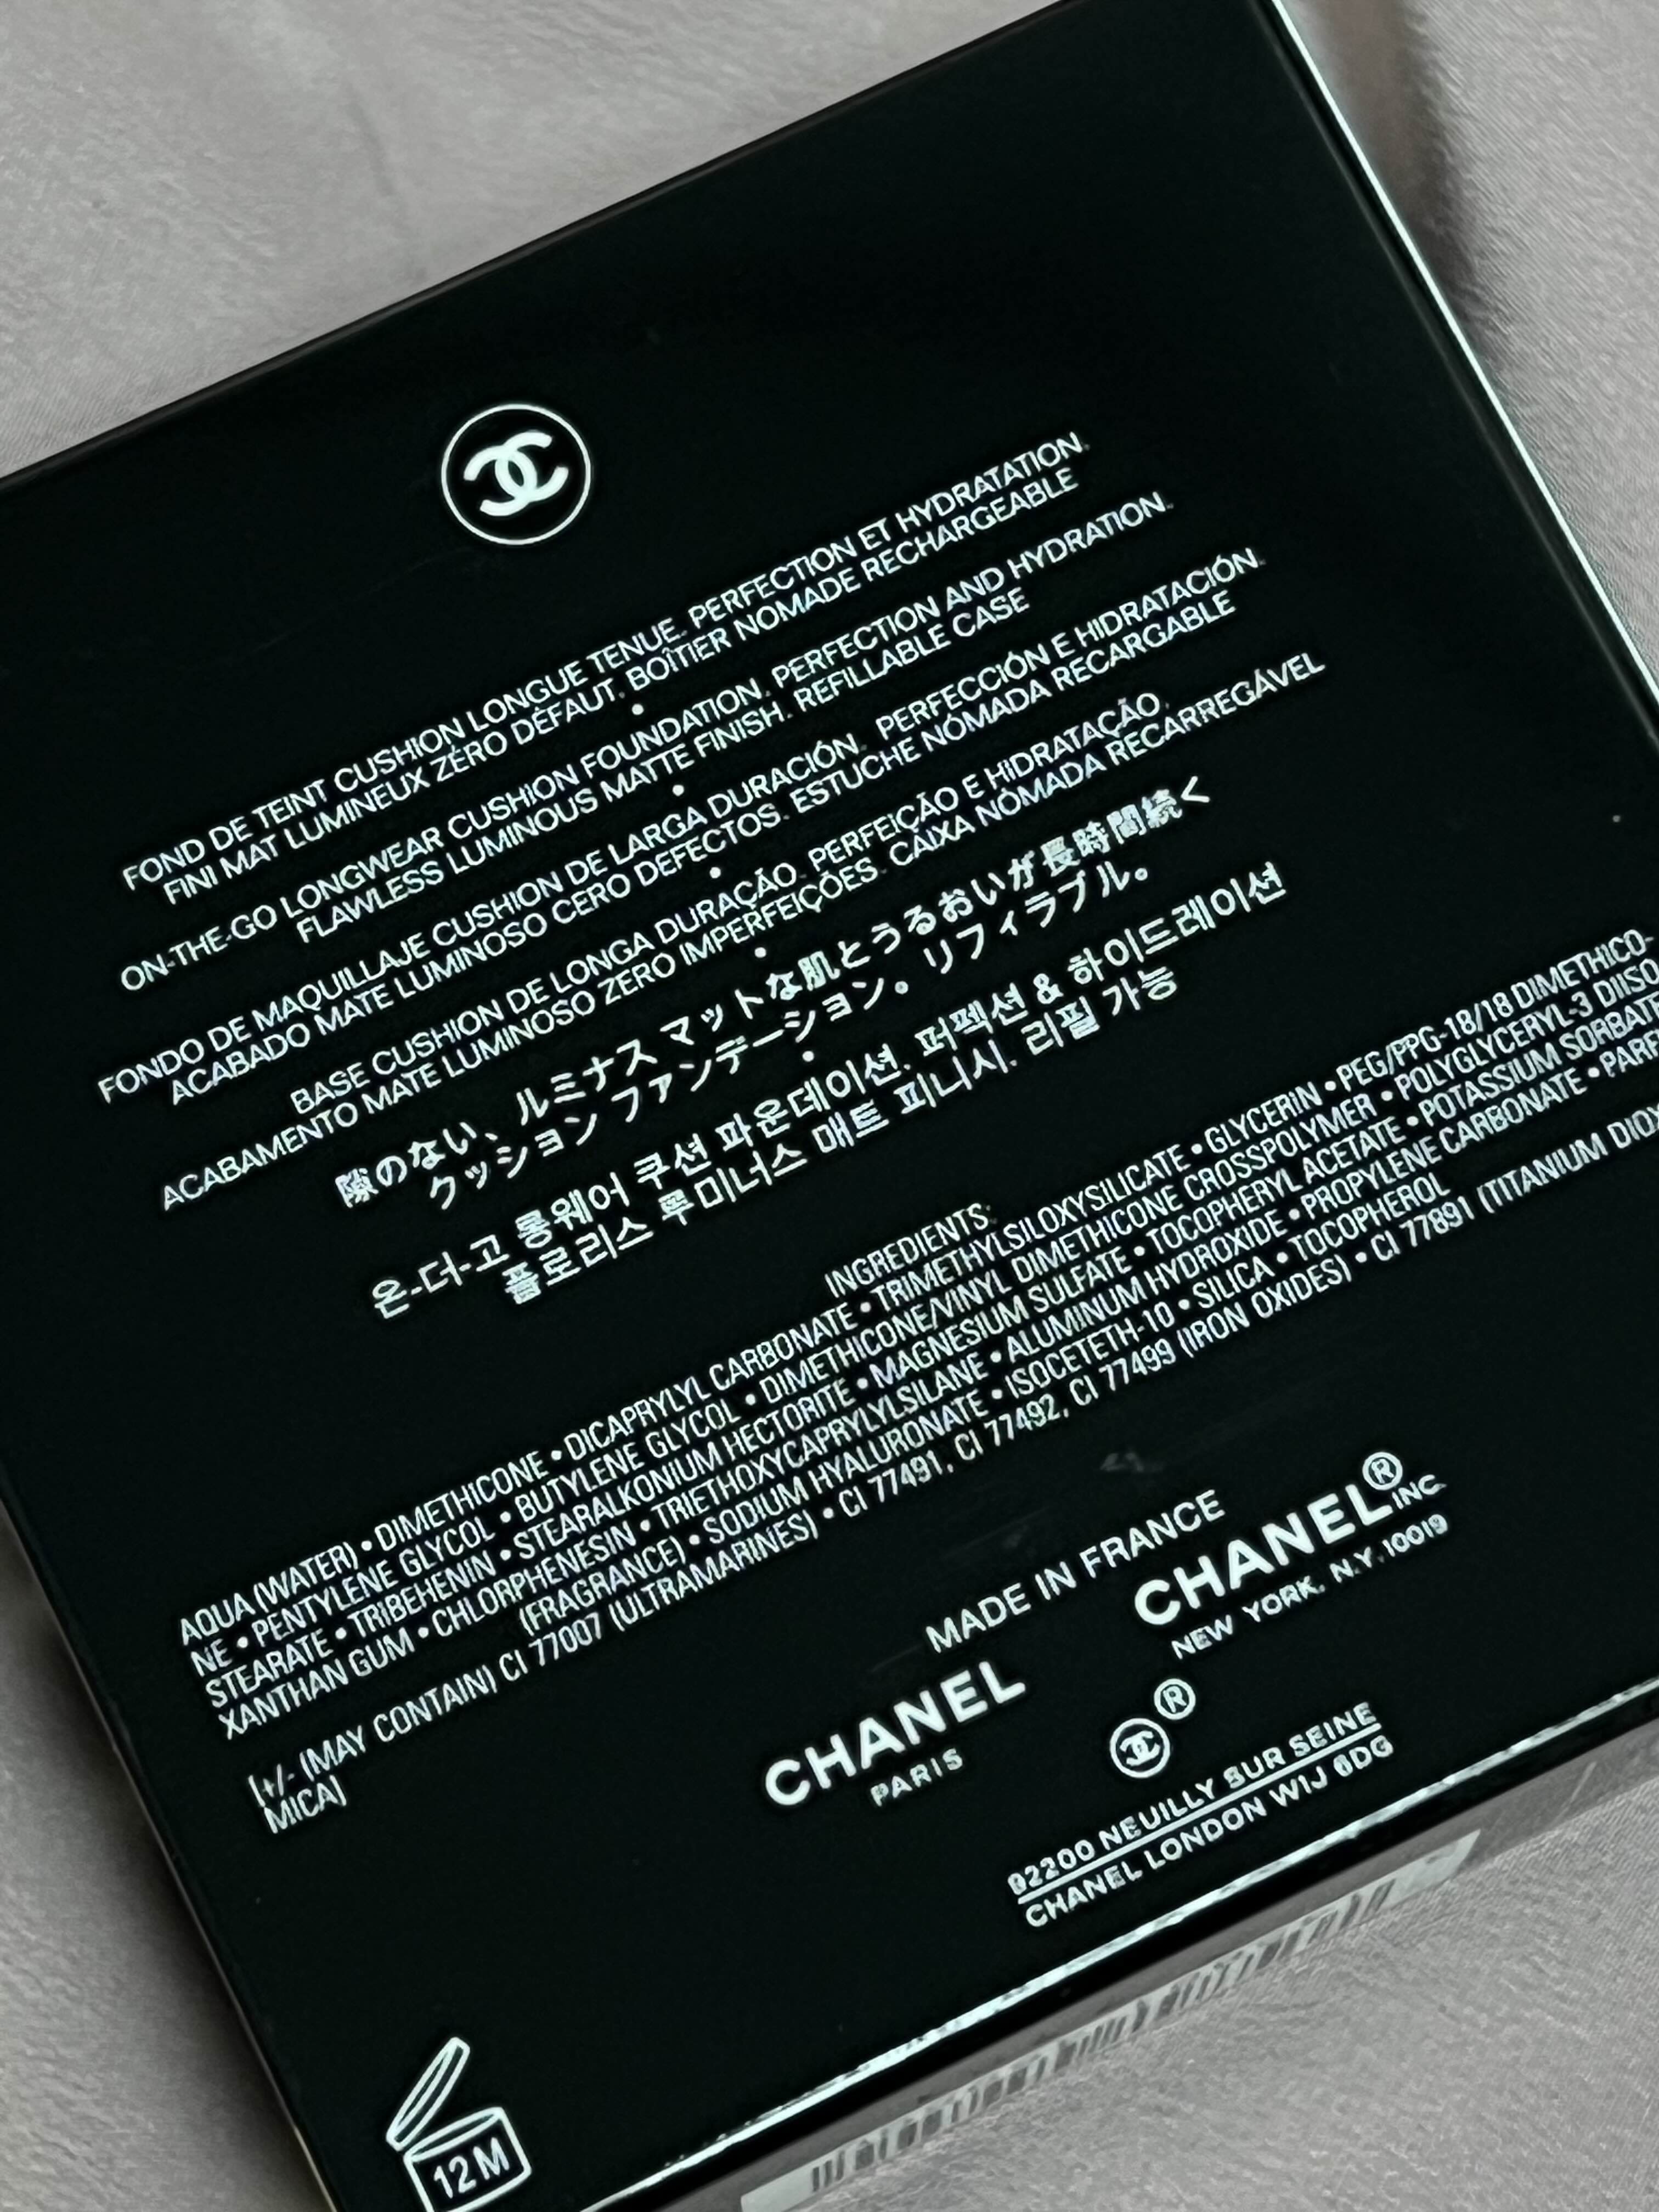 FOND DE TEINT CUSHION LONGUE TENUE. PERFECTION ET HYDRATATION.
FINI MAT LUMINEUX ZÉRO DÉFAUT. BOÎTIER NOMADE RECHARGEABLE
•
ON-THE-GO LONGWEAR CUSHION FOUNDATION. PERFECTION AND HYDRATION.
FLAWLESS LUMINOUS MATTE FINISH. REFILLABLE CASE
•
FONDO DE MAQUILLAJE CUSHION DE LARGA DURACIÓN. PERFECCIÓN E HIDRATACIÓN.
ACABADO MATE LUMINOSO CERO DEFECTOS. ESTUCHE NÓMADA RECARGABLE
•
BASE CUSHION DE LONGA DURAÇÃO. PERFEIÇÃO E HIDRATAÇÃO.
ACABAMENTO MATE LUMINOSO ZERO IMPERFEIÇÕES. CAIXA NÔMADA RECARREGÁVEL
•
隙のない、ルミナス マットな肌とうるおいが長時間続く
クッション ファンデーション。リフィラブル。
•
온-더-고 롱웨어 쿠션 파운데이션. 퍼펙션 & 하이드레이션
플로리스 루미너스 매트 피니시. 리필 가능
INGREDIENTS:
AQUA (WATER) • DIMETHICONE • DICAPRYLYL CARBONATE • TRIMETHYLSILOXYSILICATE • GLYCERIN • PEG/PPG-18/18 DIMETHICO-
NE • PENTYLENE GLYCOL • BUTYLENE GLYCOL • DIMETHICONE/VINYL DIMETHICONE CROSSPOLYMER • POLYGLYCERYL-3 DIISO
STEARATE • TRIBEHENIN • STEARALKONIUM HECTORITE • MAGNESIUM SULFATE • TOCOPHERYL ACETATE • POTASSIUM SORBATE
XANTHAN GUM • CHLORPHENESIN • TRIETHOXYCAPRYLYLSILANE • ALUMINUM HYDROXIDE • PROPYLENE CARBONATE • PARF
(FRAGRANCE) • SODIUM HYALURONATE • ISOCETETH-10 • SILICA • TOCOPHEROL
[+/- (MAY CONTAIN) CI 77007 (ULTRAMARINES) • CI 77491, CI 77492, CI 77499 (IRON OXIDES) • CI 77891 (TITANIUM DIOX
MICA]
MADE IN FRANCE
CHANEL
PARIS
CHANEL® INC.
NEW YORK, N.Y. 10019
®
92200 NEUILLY SUR SEINE
CHANEL LONDON W1J 6DG
12 M